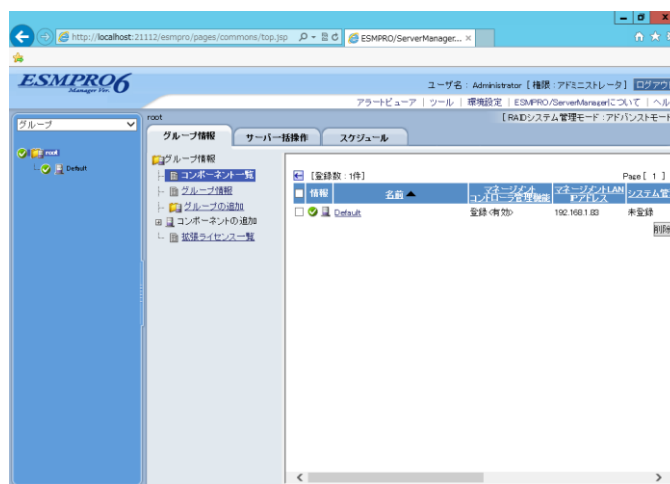 http://localhost:21112/esmpro/pages/commons/top.jsp
ESMPRO/ServerManager...
ESMPRO6
Manager Ver.
ユーザ名 : Administrator [ 権限 : アドミニストレータ ] ログアウ
アラートビューア | ツール | 環境設定 | ESMPRO/ServerManagerについて | ヘル
グループ
root
[ RAIDシステム管理モード : アドバンストモード
グループ情報 サーバ一括操作 スケジュール
root
Default
グループ情報
コンポーネント一覧
グループ情報
グループの追加
コンポーネントの追加
拡張ライセンス一覧
[登録数 : 1件]
Page [ 1 ]
情報 名前▲ マネージメントコントローラ管理機能 マネージメントLAN IPアドレス システム管
Default 登録<有効> 192.168.1.83 未登録
削除